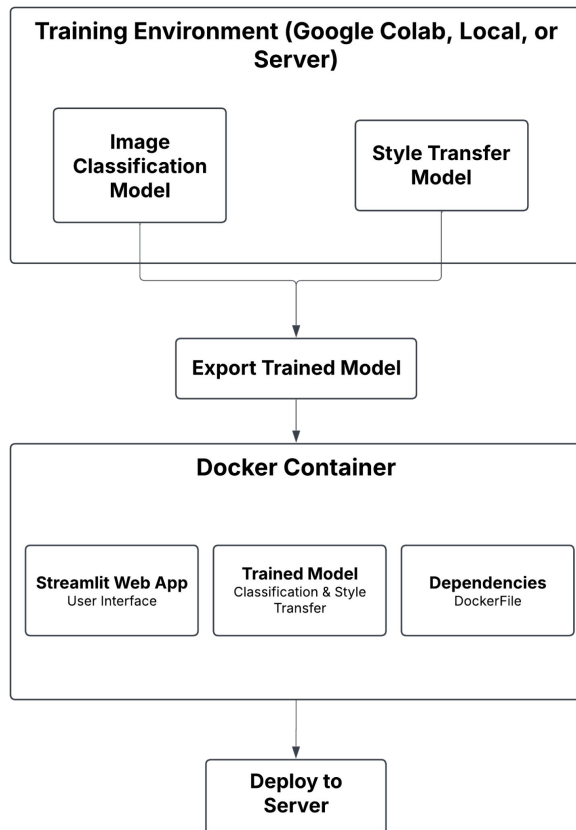 Training Environment (Google Colab, Local, or
Server)
Image
Classification
Model
Style Transfer
Model
Export Trained Model
Docker Container
Streamlit Web App
User Interface
Trained Model
Classification & Style
Transfer
Dependencies
DockerFile
Deploy to
Server